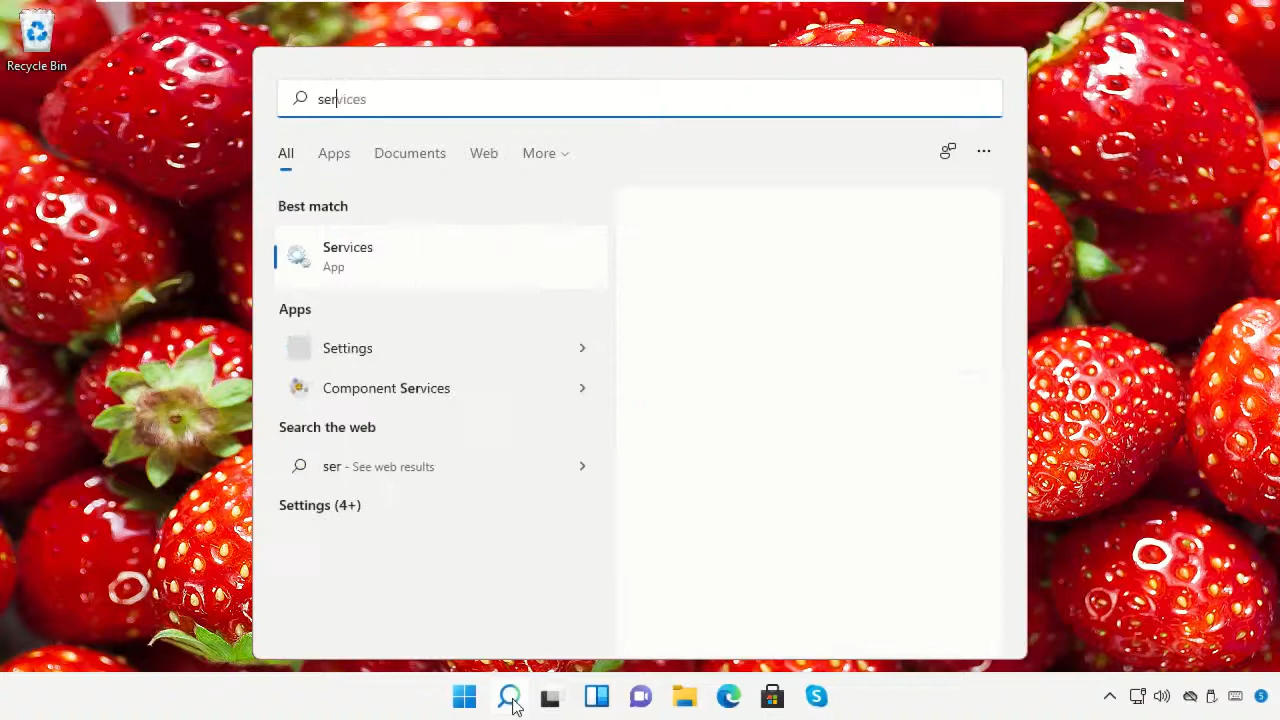 Recycle Bin
services
All Apps Documents Web More
Best match
Services
App
Apps
Settings
Component Services
Search the web
ser - See web results
Settings (4+)
S
5